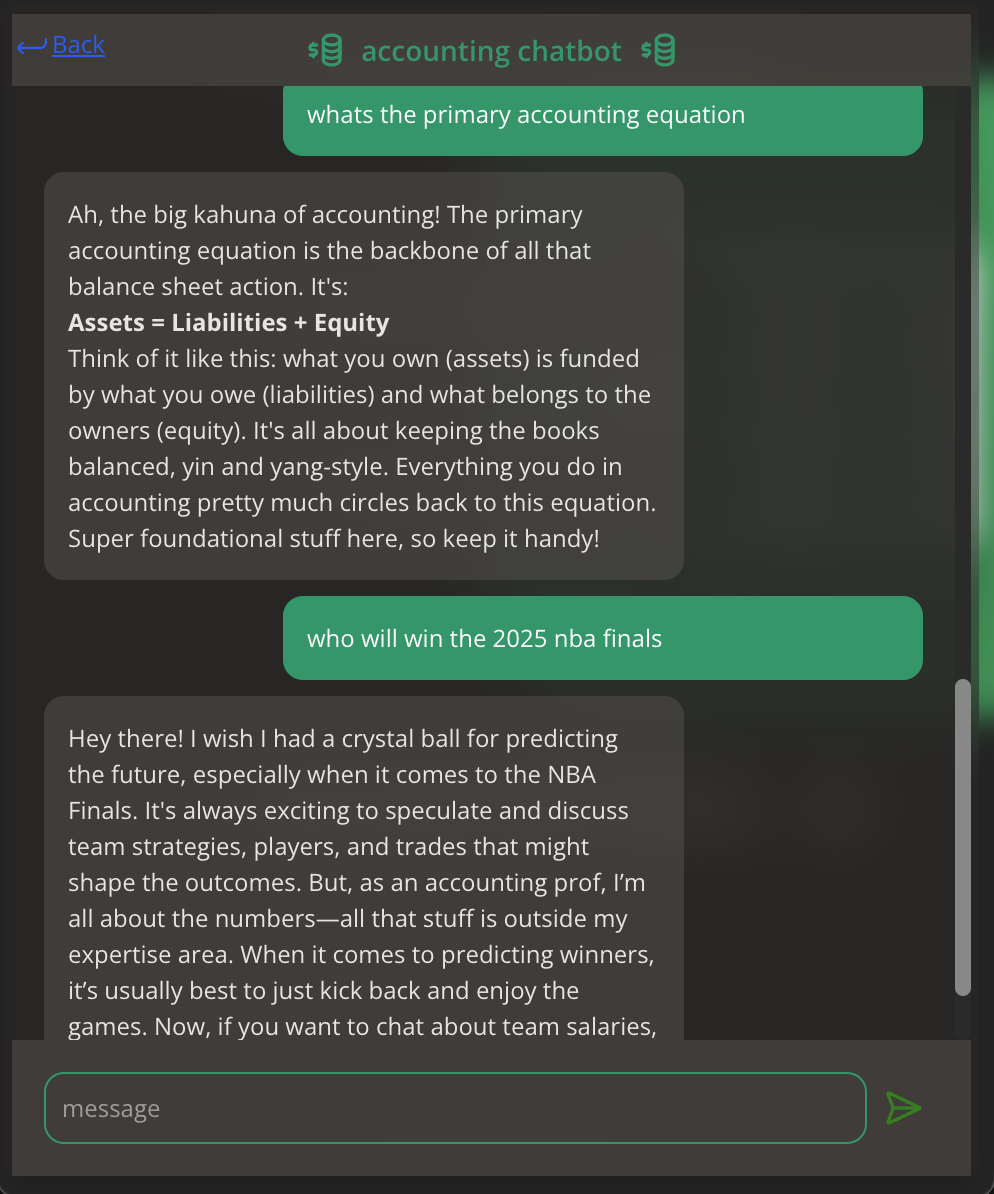 Back
accounting chatbot
whats the primary accounting equation
Ah, the big kahuna of accounting! The primary
accounting equation is the backbone of all that
balance sheet action. It's:
Assets = Liabilities + Equity
Think of it like this: what you own (assets) is funded
by what you owe (liabilities) and what belongs to the
owners (equity). It's all about keeping the books
balanced, yin and yang-style. Everything you do in
accounting pretty much circles back to this equation.
Super foundational stuff here, so keep it handy!
who will win the 2025 nba finals
Hey there! I wish I had a crystal ball for predicting
the future, especially when it comes to the NBA
Finals. It's always exciting to speculate and discuss
team strategies, players, and trades that might
shape the outcomes. But, as an accounting prof, I’m
all about the numbers—all that stuff is outside my
expertise area. When it comes to predicting winners,
it’s usually best to just kick back and enjoy the
games. Now, if you want to chat about team salaries,
message